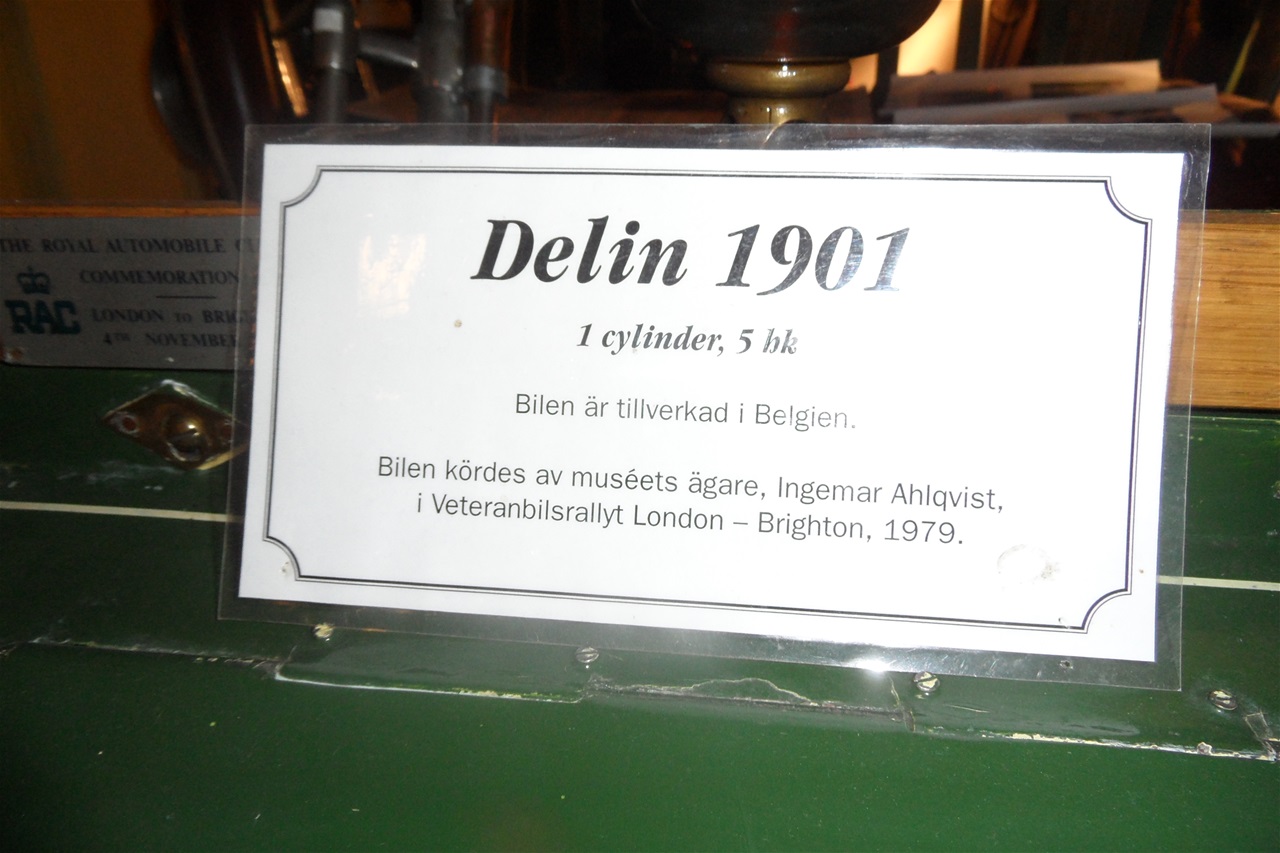 Delin 1901
1 cylinder, 5 hk
Bilen är tillverkad i Belgien.
Bilen kördes av muséets ägare, Ingemar Ahlqvist,
i Veteranbilsrallyt London – Brighton, 1979.
THE ROYAL AUTOMOBILE
COMMEMORATION
RAC
LONDON TO
4TH NOVEMBER